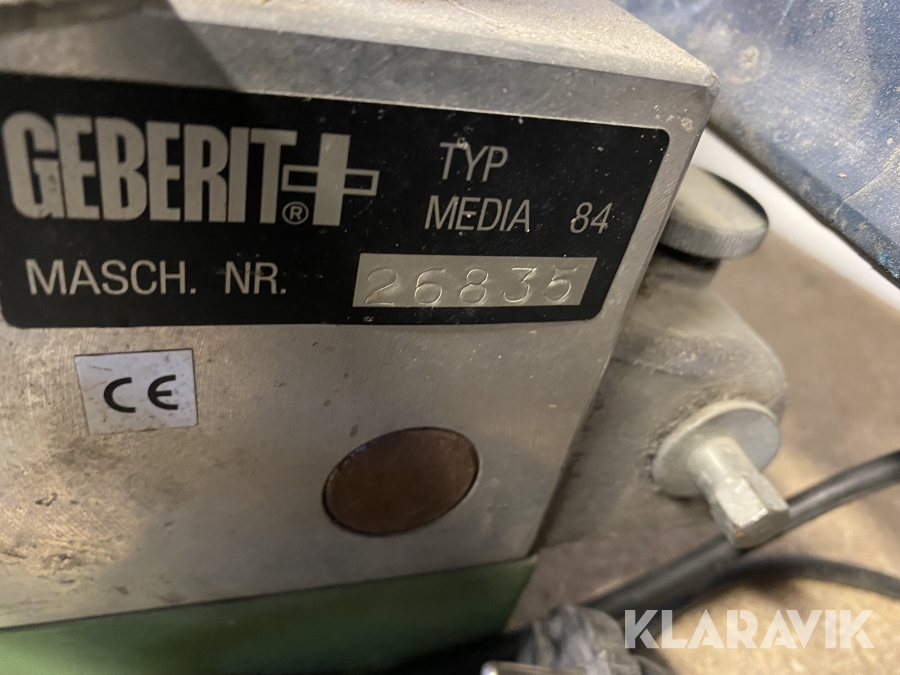 GEBERIT®
TYP
MEDIA 84
MASCH. NR. 26835
CE
KLARAVIK